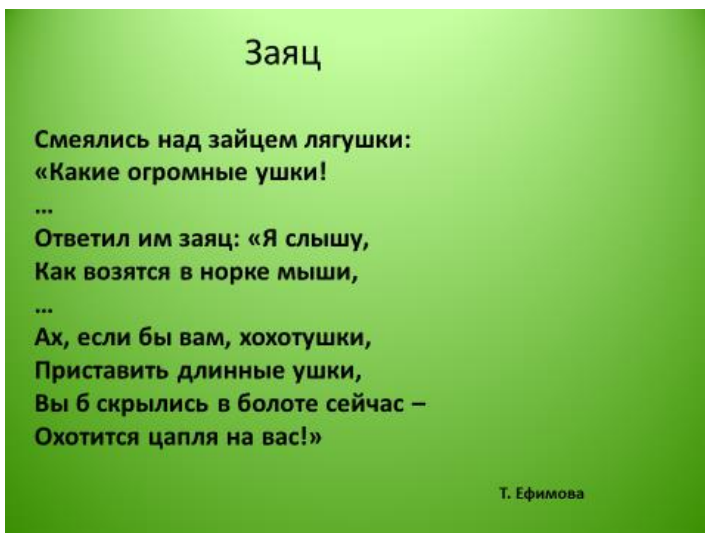 Заяц
Смеялись над зайцем лягушки:
«Какие огромные ушки!
...
Ответил им заяц: «Я слышу,
Как возятся в норке мыши,
...
Ах, если бы вам, хохотушки,
Приставить длинные ушки,
Вы б скрылись в болоте сейчас –
Охотится цапля на вас!»
Т. Ефимова